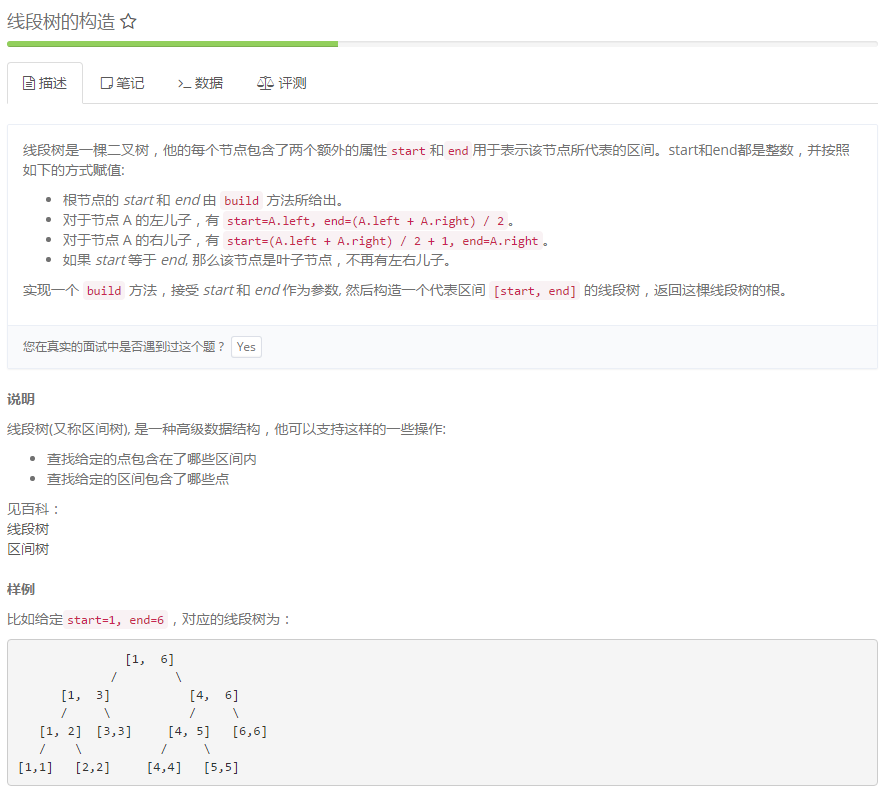 线段树的构造
描述 笔记 数据 评测
线段树是一棵二叉树，他的每个节点包含了两个额外的属性 start 和 end 用于表示该节点所代表的区间。start和end都是整数，并按照
如下的方式赋值:
根节点的 start 和 end 由 build 方法所给出。
对于节点 A 的左儿子，有 start=A.left, end=(A.left + A.right) / 2 。
对于节点 A 的右儿子，有 start=(A.left + A.right) / 2 + 1, end=A.right 。
如果 start 等于 end, 那么该节点是叶子节点，不再有左右儿子。
实现一个 build 方法，接受 start 和 end 作为参数, 然后构造一个代表区间 [start, end] 的线段树，返回这棵线段树的根。
您在真实的面试中是否遇到过这个题？ Yes
说明
线段树(又称区间树), 是一种高级数据结构，他可以支持这样的一些操作:
查找给定的点包含在了哪些区间内
查找给定的区间包含了哪些点
见百科：
线段树
区间树
样例
比如给定 start=1, end=6 ，对应的线段树为：
[1,  6]
/ \
[1,  3] [4,  6]
/ \ / \
[1, 2] [3,3] [4, 5] [6,6]
/ \ / \
[1,1] [2,2] [4,4] [5,5]